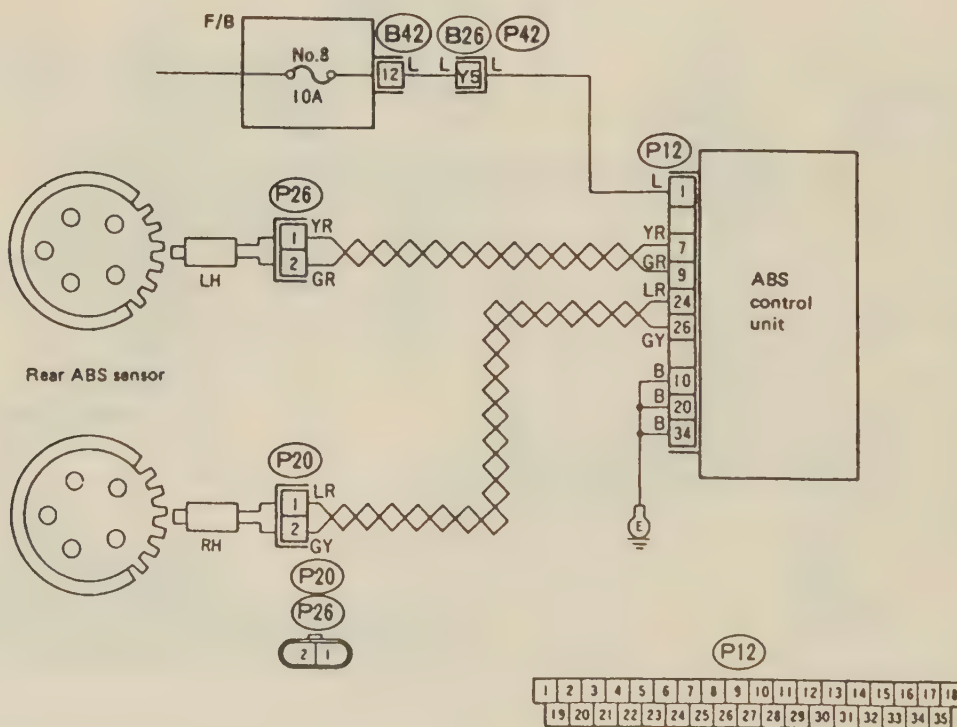 F/B
B42 B26 P42
No.8
12 L L Y5 L
10A
P12
L 1
P26
1 YR
2 GR
LH
YR 7
GR 9
LR 24
GY 26
B 10
B 20
B 34
ABS
control
unit
Rear ABS sensor
P20
1 LR
2 GY
RH
E
P20
P26
2 1
P12
1 2 3 4 5 6 7 8 9 10 11 12 13 14 15 16 17 18
19 20 21 22 23 24 25 26 27 28 29 30 31 32 33 34 35